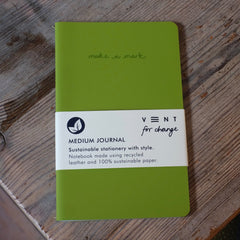 make a mark
V E N T
for change
MEDIUM JOURNAL
Sustainable stationery with style.
Notebook made using recycled
leather and 100% sustainable paper.